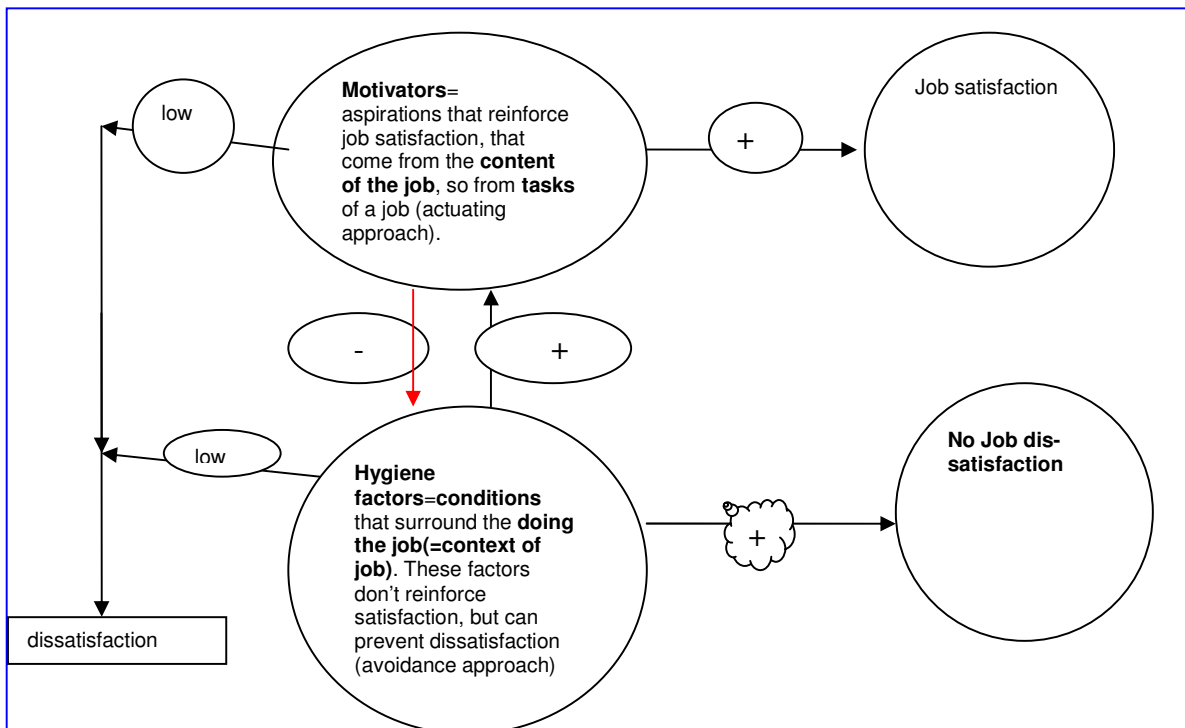 low
Motivators=
aspirations that reinforce
job satisfaction, that
come from the content
of the job, so from tasks
of a job (actuating
approach).
+
Job satisfaction
-
+
low
Hygiene
factors=conditions
that surround the doing
the job(=context of
job). These factors
don't reinforce
satisfaction, but can
prevent dissatisfaction
(avoidance approach)
+
No Job dis-
satisfaction
dissatisfaction